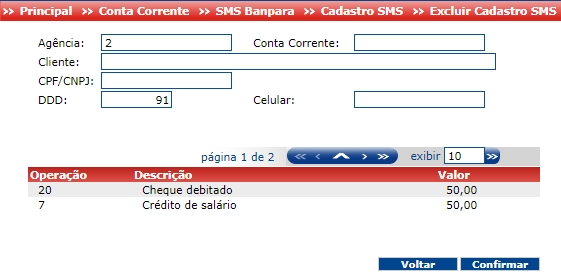 >> Principal >> Conta Corrente >> SMS Banpara >> Cadastro SMS >> Excluir Cadastro SMS
Agência: 2 Conta Corrente:
Cliente:
CPF/CNPJ:
DDD: 91 Celular:
página 1 de 2 << < > >> exibir 10 >>
Operação Descrição Valor
20 Cheque debitado 50,00
7 Crédito de salário 50,00
Voltar Confirmar